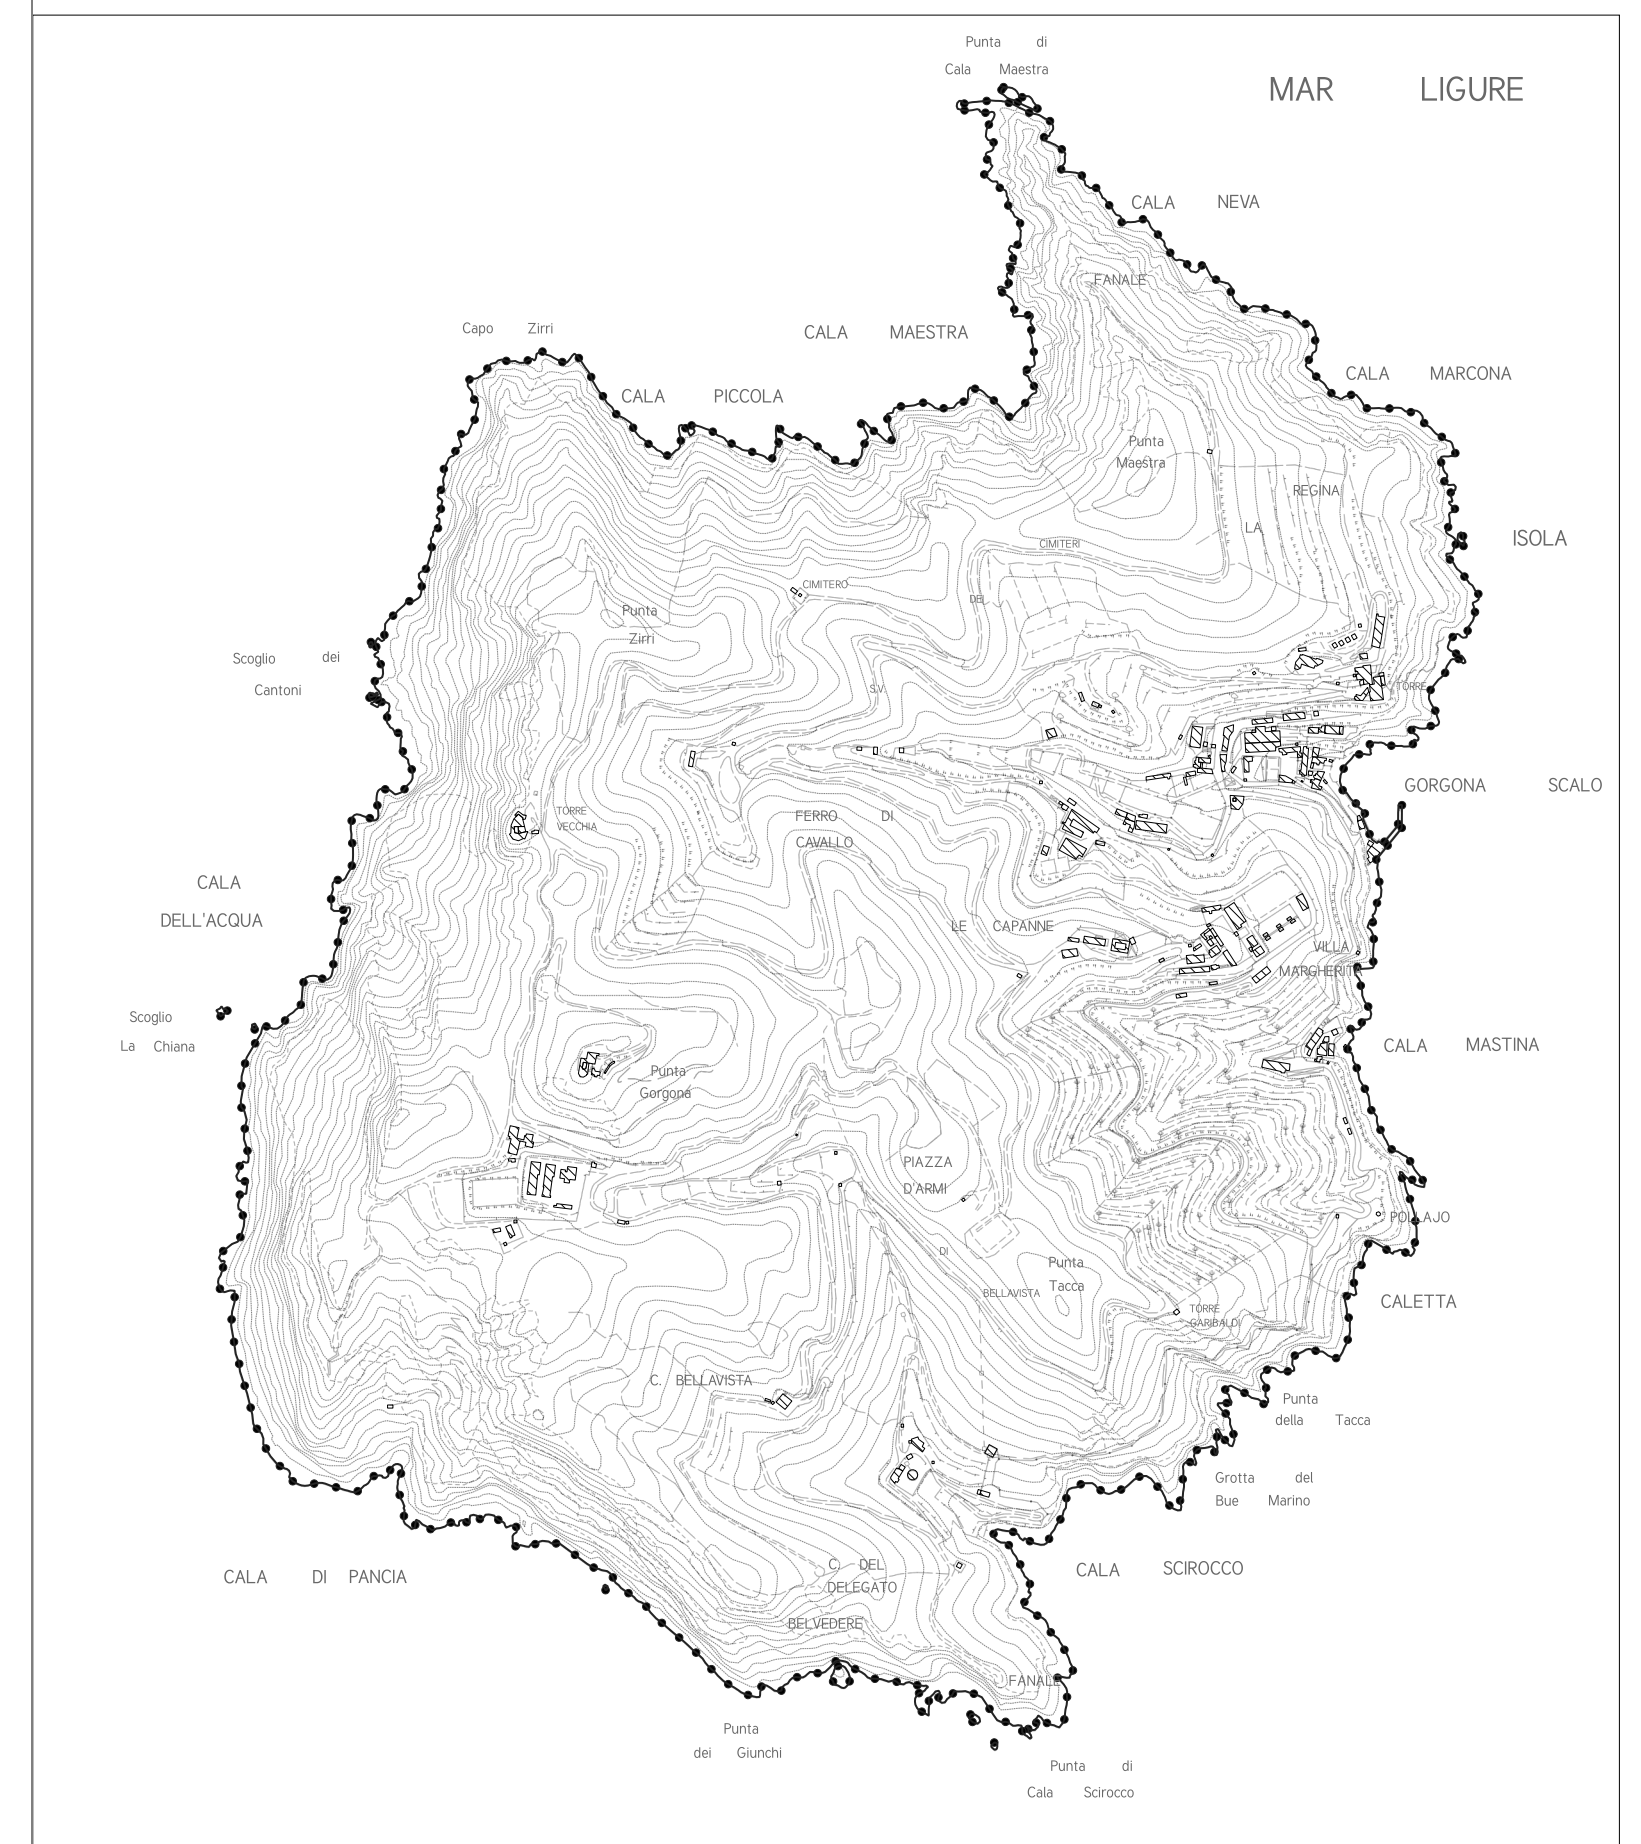 Punta di
Cala Maestra
MAR LIGURE
CALA NEVA
FANALE
Capo Zirri
CALA MAESTRA
CALA MARCONA
CALA PICCOLA
Punta
Maestra
REGINA
LA
ISOLA
CIMITERI
CIMITERO
DEI
Punta
Zirri
Scoglio dei
Cantoni
S.V.
TORRE
GORGONA SCALO
TORRE
VECCHIA
FERRO DI
CAVALLO
CALA
DELL'ACQUA
LE CAPANNE
VILLA
MARGHERITA
Scoglio
La Chiana
CALA MASTINA
Punta
Gorgona
PIAZZA
D'ARMI
POLLAJO
DI
Punta
Tacca
BELLAVISTA
CALETTA
TORRE
GARIBALDI
C. BELLAVISTA
Punta
della Tacca
Grotta del
Bue Marino
CALA DI PANCIA
C. DEL
DELEGATO
CALA SCIROCCO
BELVEDERE
FANALE
Punta
dei Giunchi
Punta di
Cala Scirocco